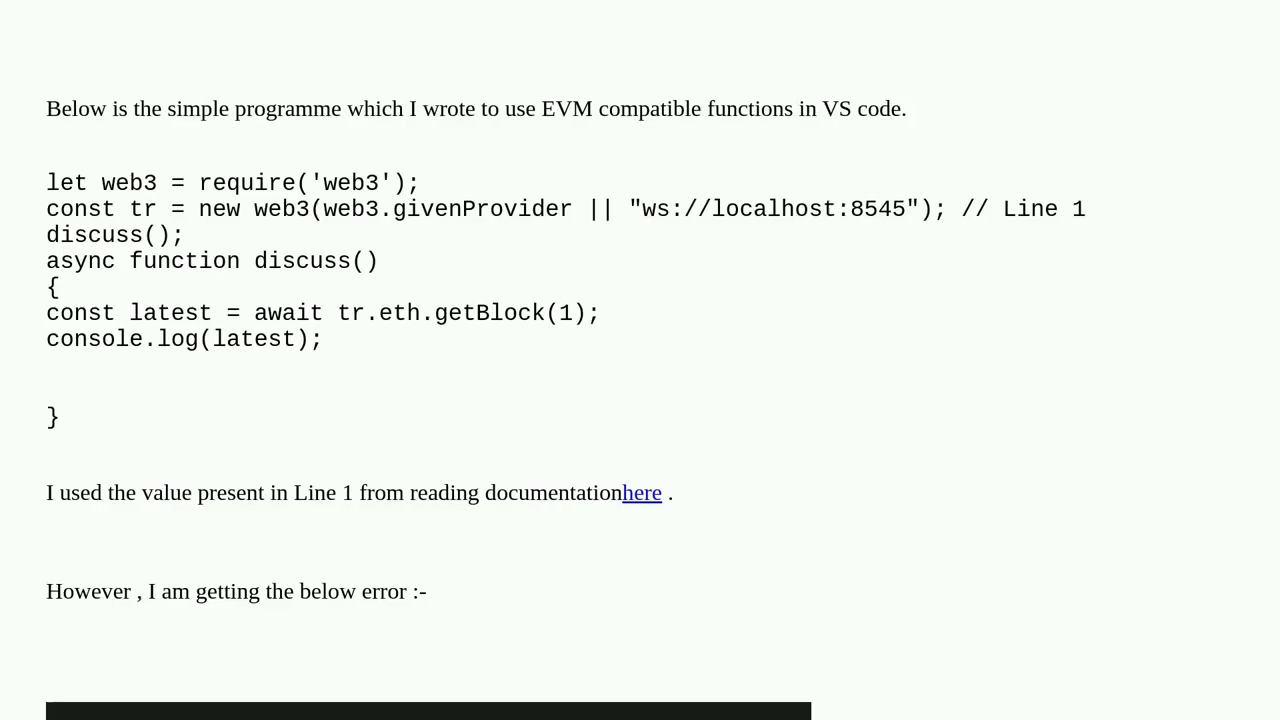 Below is the simple programme which I wrote to use EVM compatible functions in VS code.
let web3 = require('web3');
const tr = new web3(web3.givenProvider || "ws://localhost:8545"); // Line 1
discuss();
async function discuss()
{
const latest = await tr.eth.getBlock(1);
console.log(latest);
}
I used the value present in Line 1 from reading documentationhere .
However , I am getting the below error :-